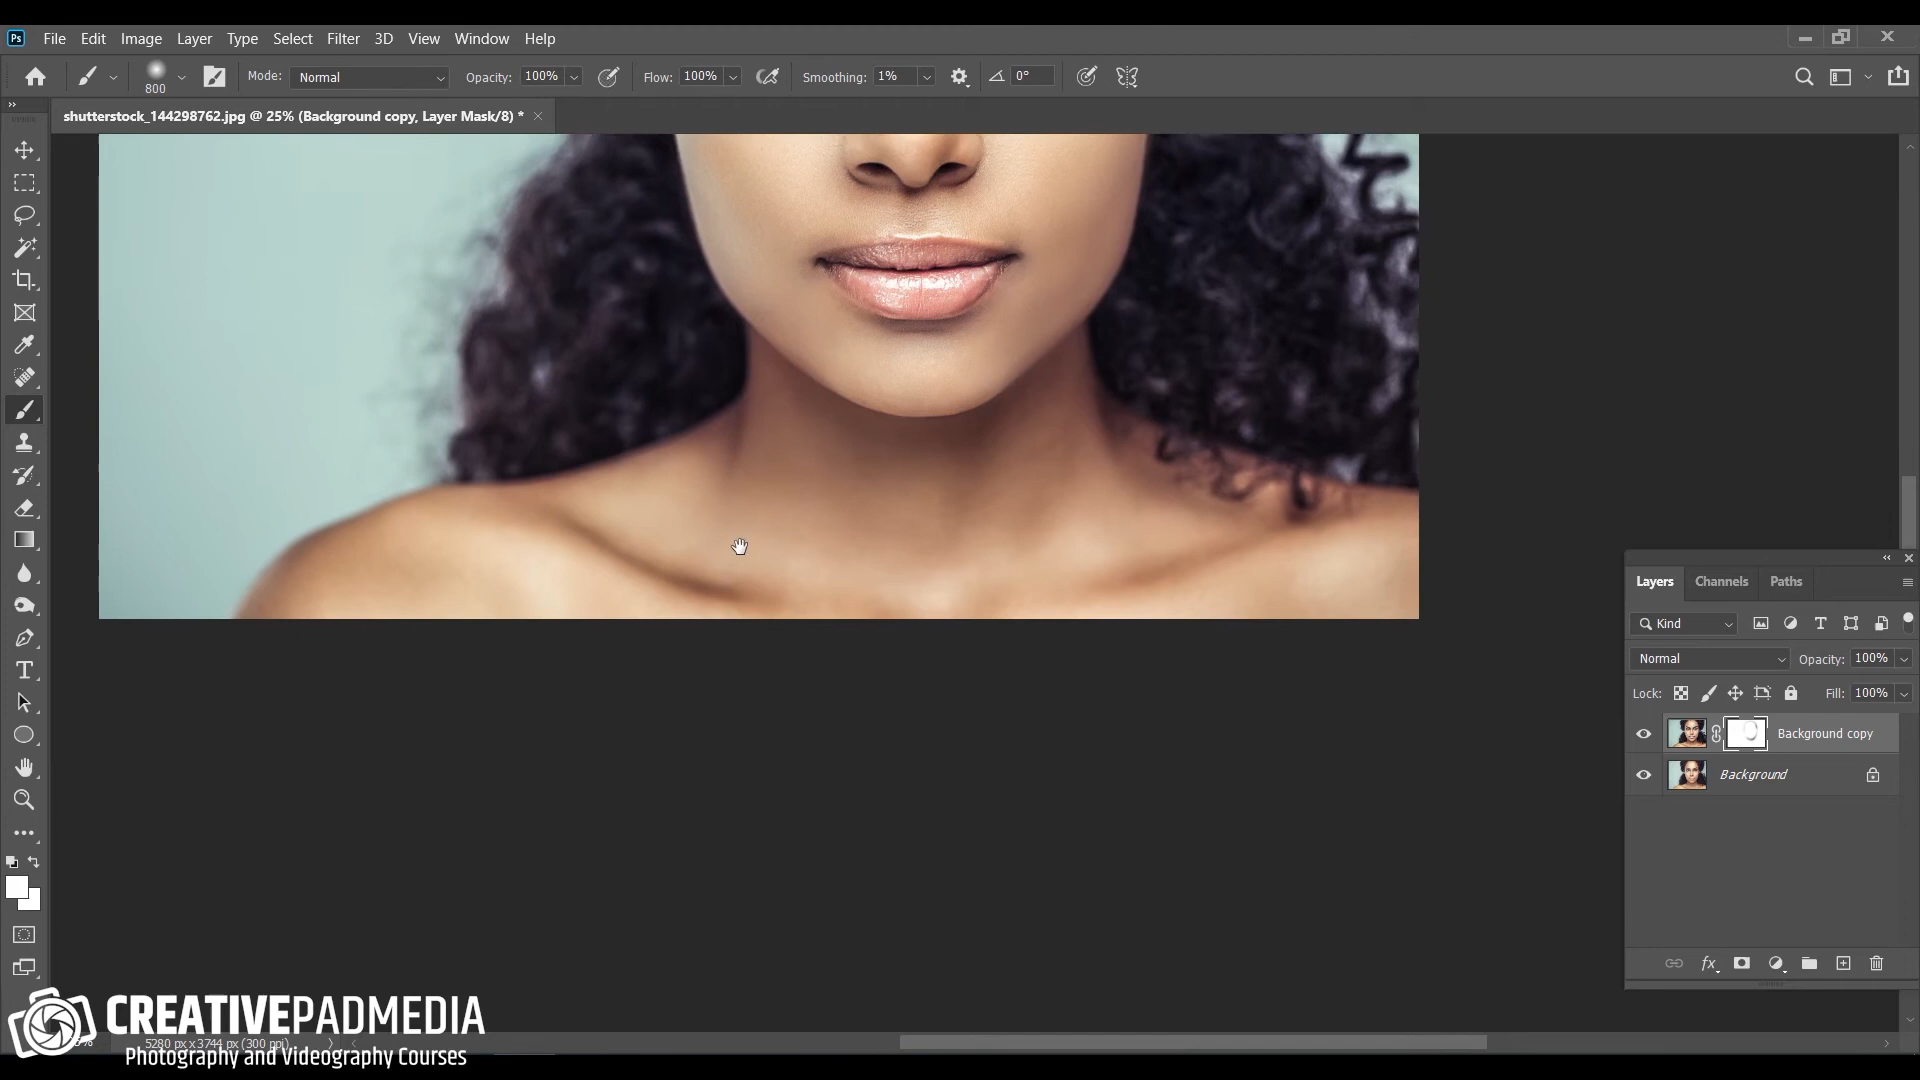 Ps File Edit Image Layer Type Select Filter 3D View Window Help
800 Mode: Normal Opacity: 100% Flow: 100% Smoothing: 1% 0°
shutterstock_144298762.jpg @ 25% (Background copy, Layer Mask/8) *
Layers Channels Paths
Kind
Normal Opacity: 100%
Lock: Fill: 100%
Background copy
Background
fx
CREATIVEPADMEDIA
5280 px x 3744 px (300 ppi)
Photography and Videography Courses